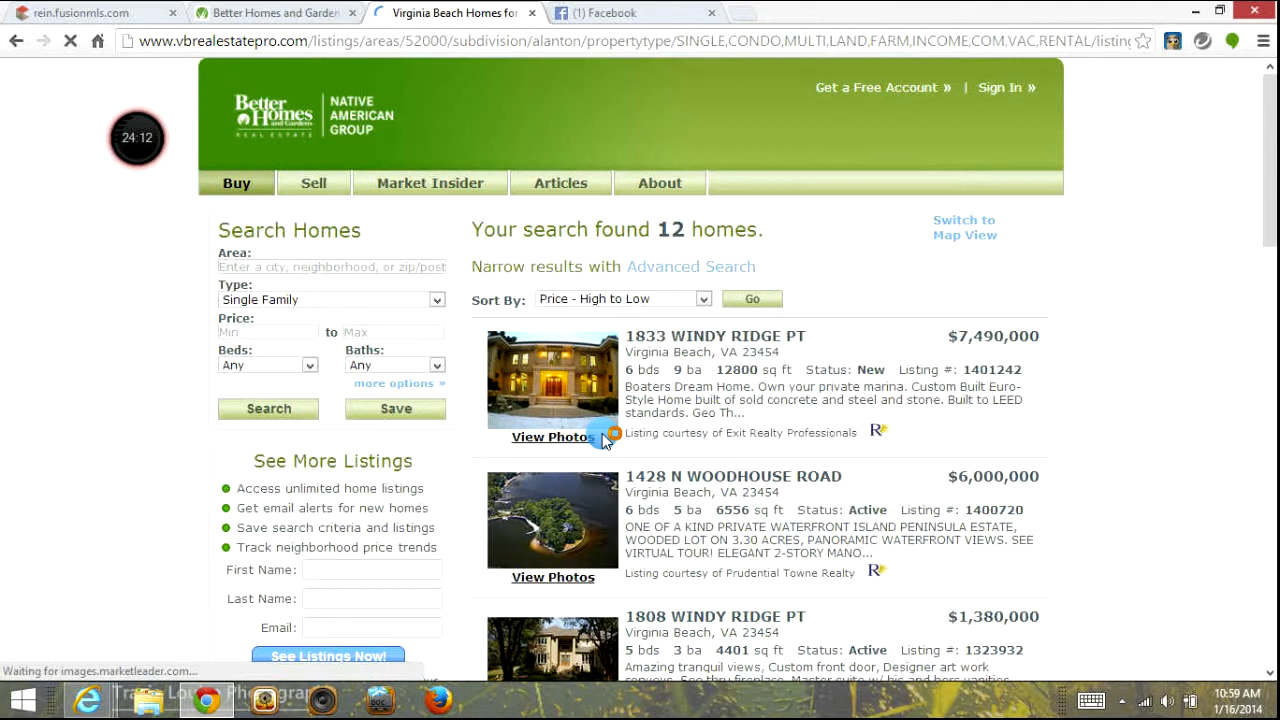 rein.fusionmls.com
Better Homes and Garden
Virginia Beach Homes for
(1) Facebook
www.vbrealestatepro.com/listings/areas/52000/subdivision/alanton/propertytype/SINGLE,CONDO,MULTI,LAND,FARM,INCOME,COM,VAC,RENTAL/listing
Get a Free Account » | Sign In »
Better Homes and Gardens REAL ESTATE
NATIVE AMERICAN GROUP
24:12
Buy Sell Market Insider Articles About
Search Homes
Area:
Enter a city, neighborhood, or zip/post
Type:
Single Family
Price:
Min to Max
Beds: Baths:
Any Any
more options »
Search Save
See More Listings
Access unlimited home listings
Get email alerts for new homes
Save search criteria and listings
Track neighborhood price trends
First Name:
Last Name:
Email:
See Listings Now!
Your search found 12 homes.
Switch to
Map View
Narrow results with Advanced Search
Sort By: Price - High to Low Go
1833 WINDY RIDGE PT $7,490,000
Virginia Beach, VA 23454
6 bds 9 ba 12800 sq ft Status: New Listing #: 1401242
Boaters Dream Home. Own your private marina. Custom Built Euro-
Style Home built of sold concrete and steel and stone. Built to LEED
standards. Geo Th...
View Photos
Listing courtesy of Exit Realty Professionals
1428 N WOODHOUSE ROAD $6,000,000
Virginia Beach, VA 23454
6 bds 5 ba 6556 sq ft Status: Active Listing #: 1400720
ONE OF A KIND PRIVATE WATERFRONT ISLAND PENINSULA ESTATE,
WOODED LOT ON 3.30 ACRES, PANORAMIC WATERFRONT VIEWS. SEE
VIRTUAL TOUR! ELEGANT 2-STORY MANO...
View Photos
Listing courtesy of Prudential Towne Realty
1808 WINDY RIDGE PT $1,380,000
Virginia Beach, VA 23454
5 bds 3 ba 4401 sq ft Status: Active Listing #: 1323932
Amazing tranquil views, Custom front door, designer art work
Waiting for images.marketleader.com...
10:59 AM
1/16/2014